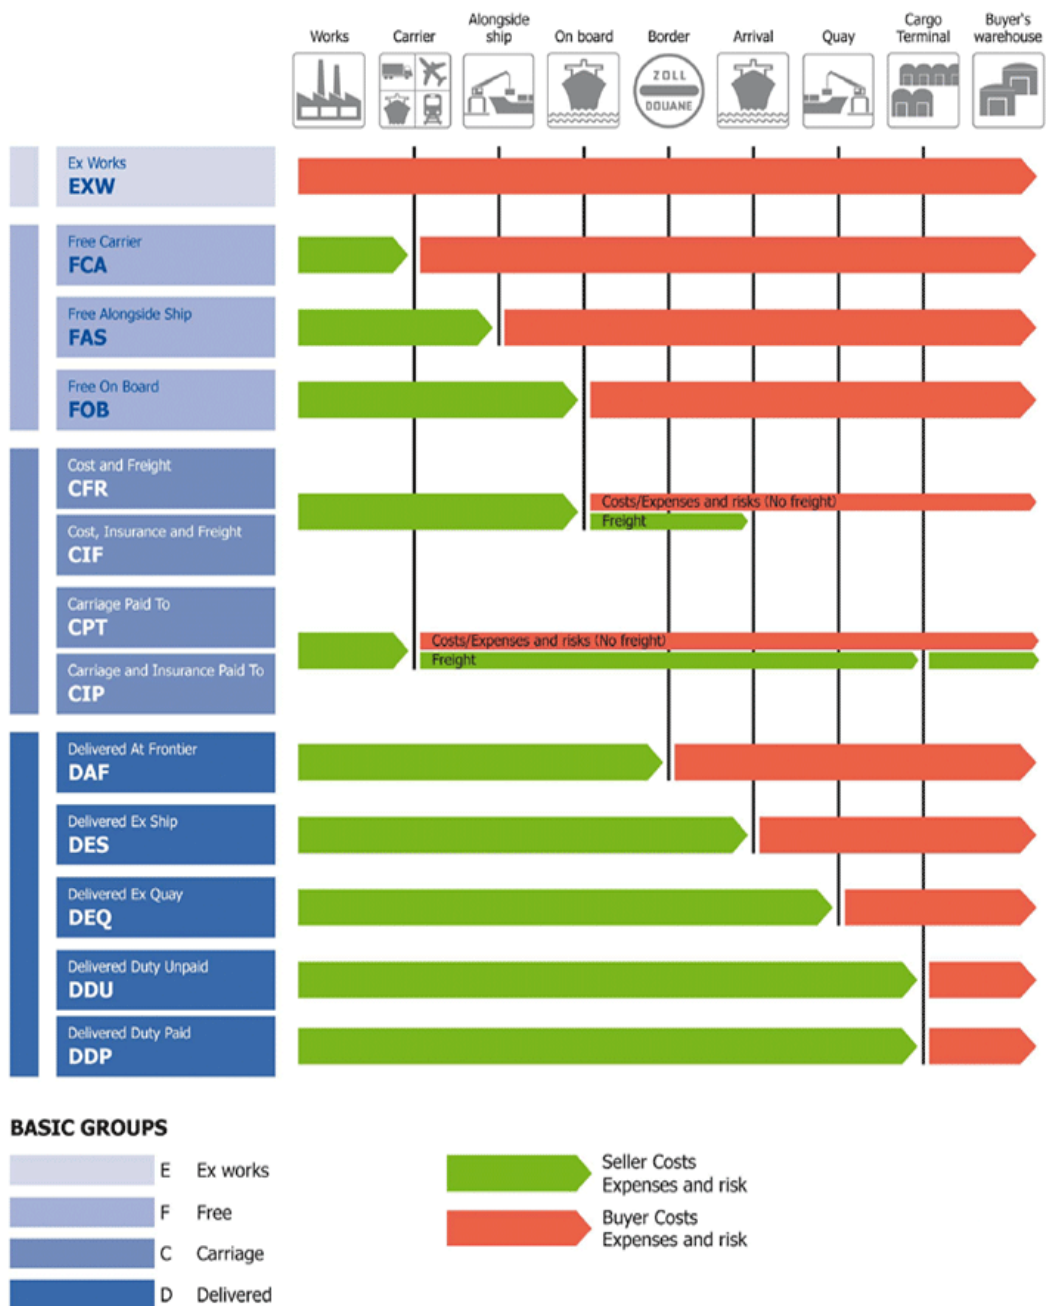 Works
Carrier
Alongside
ship
On board
Border
Arrival
Quay
Cargo
Terminal
Buyer's
warehouse
ZOLL
DOUANE
Ex Works
EXW
Free Carrier
FCA
Free Alongside Ship
FAS
Free On Board
FOB
Cost and Freight
CFR
Costs/Expenses and risks (No freight)
Freight
Cost, Insurance and Freight
CIF
Carriage Paid To
CPT
Costs/Expenses and risks (No freight)
Freight
Carriage and Insurance Paid To
CIP
Delivered At Frontier
DAF
Delivered Ex Ship
DES
Delivered Ex Quay
DEQ
Delivered Duty Unpaid
DDU
Delivered Duty Paid
DDP
BASIC GROUPS
E Ex works
F Free
C Carriage
D Delivered
Seller Costs
Expenses and risk
Buyer Costs
Expenses and risk